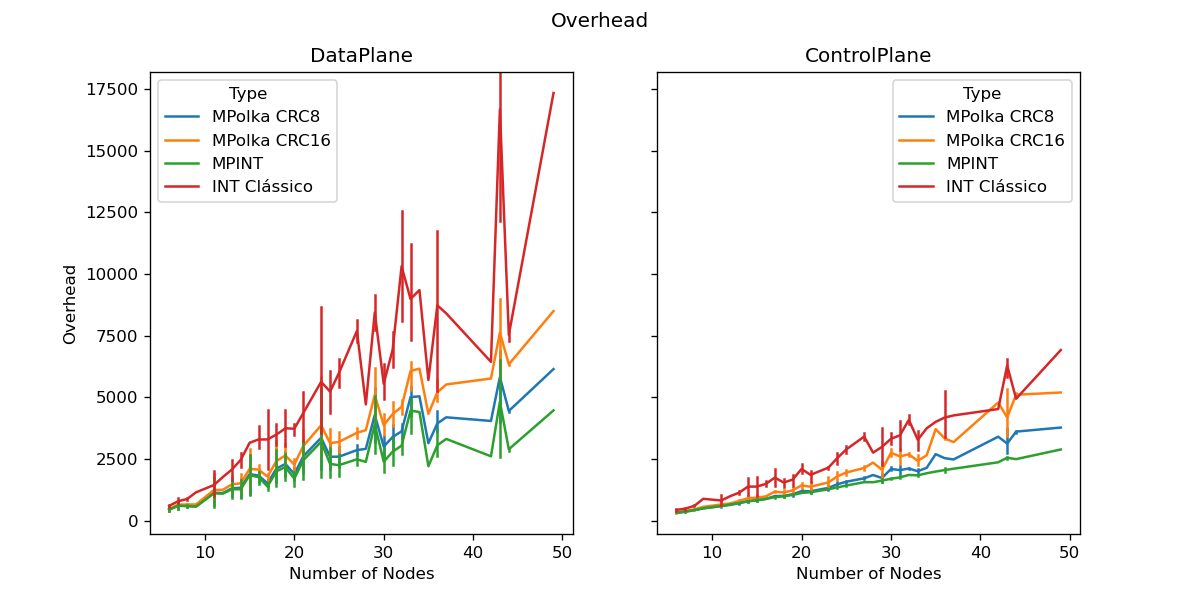 Overhead
DataPlane
ControlPlane
Type
MPolka CRC8
MPolka CRC16
MPINT
INT Clássico
Type
MPolka CRC8
MPolka CRC16
MPINT
INT Clássico
17500
15000
12500
10000
7500
5000
2500
0
Overhead
10 20 30 40 50
10 20 30 40 50
Number of Nodes
Number of Nodes